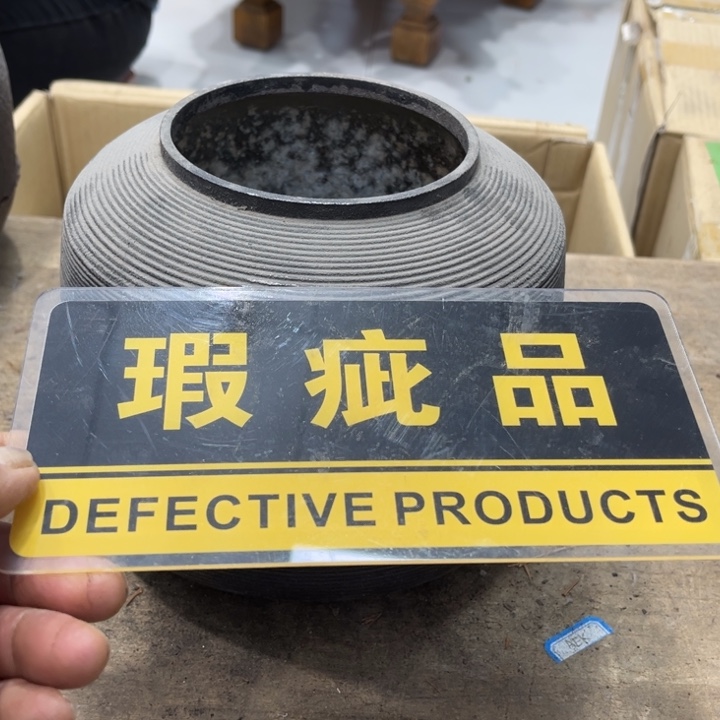 瑕疵品
DEFECTIVE PRODUCTS